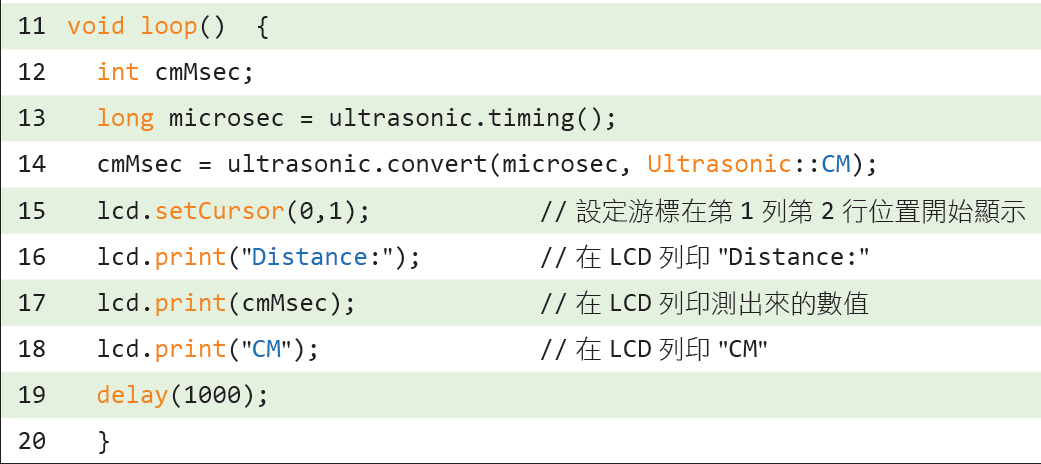 11 void loop()  {
12   int cmMsec;
13   long microsec = ultrasonic.timing();
14   cmMsec = ultrasonic.convert(microsec, Ultrasonic::CM);
15   lcd.setCursor(0,1);            // 設定游標在第 1 列第 2 行位置開始顯示
16   lcd.print("Distance:");        // 在 LCD 列印 "Distance:"
17   lcd.print(cmMsec);             // 在 LCD 列印測出來的數值
18   lcd.print("CM");               // 在 LCD 列印 "CM"
19   delay(1000);
20   }